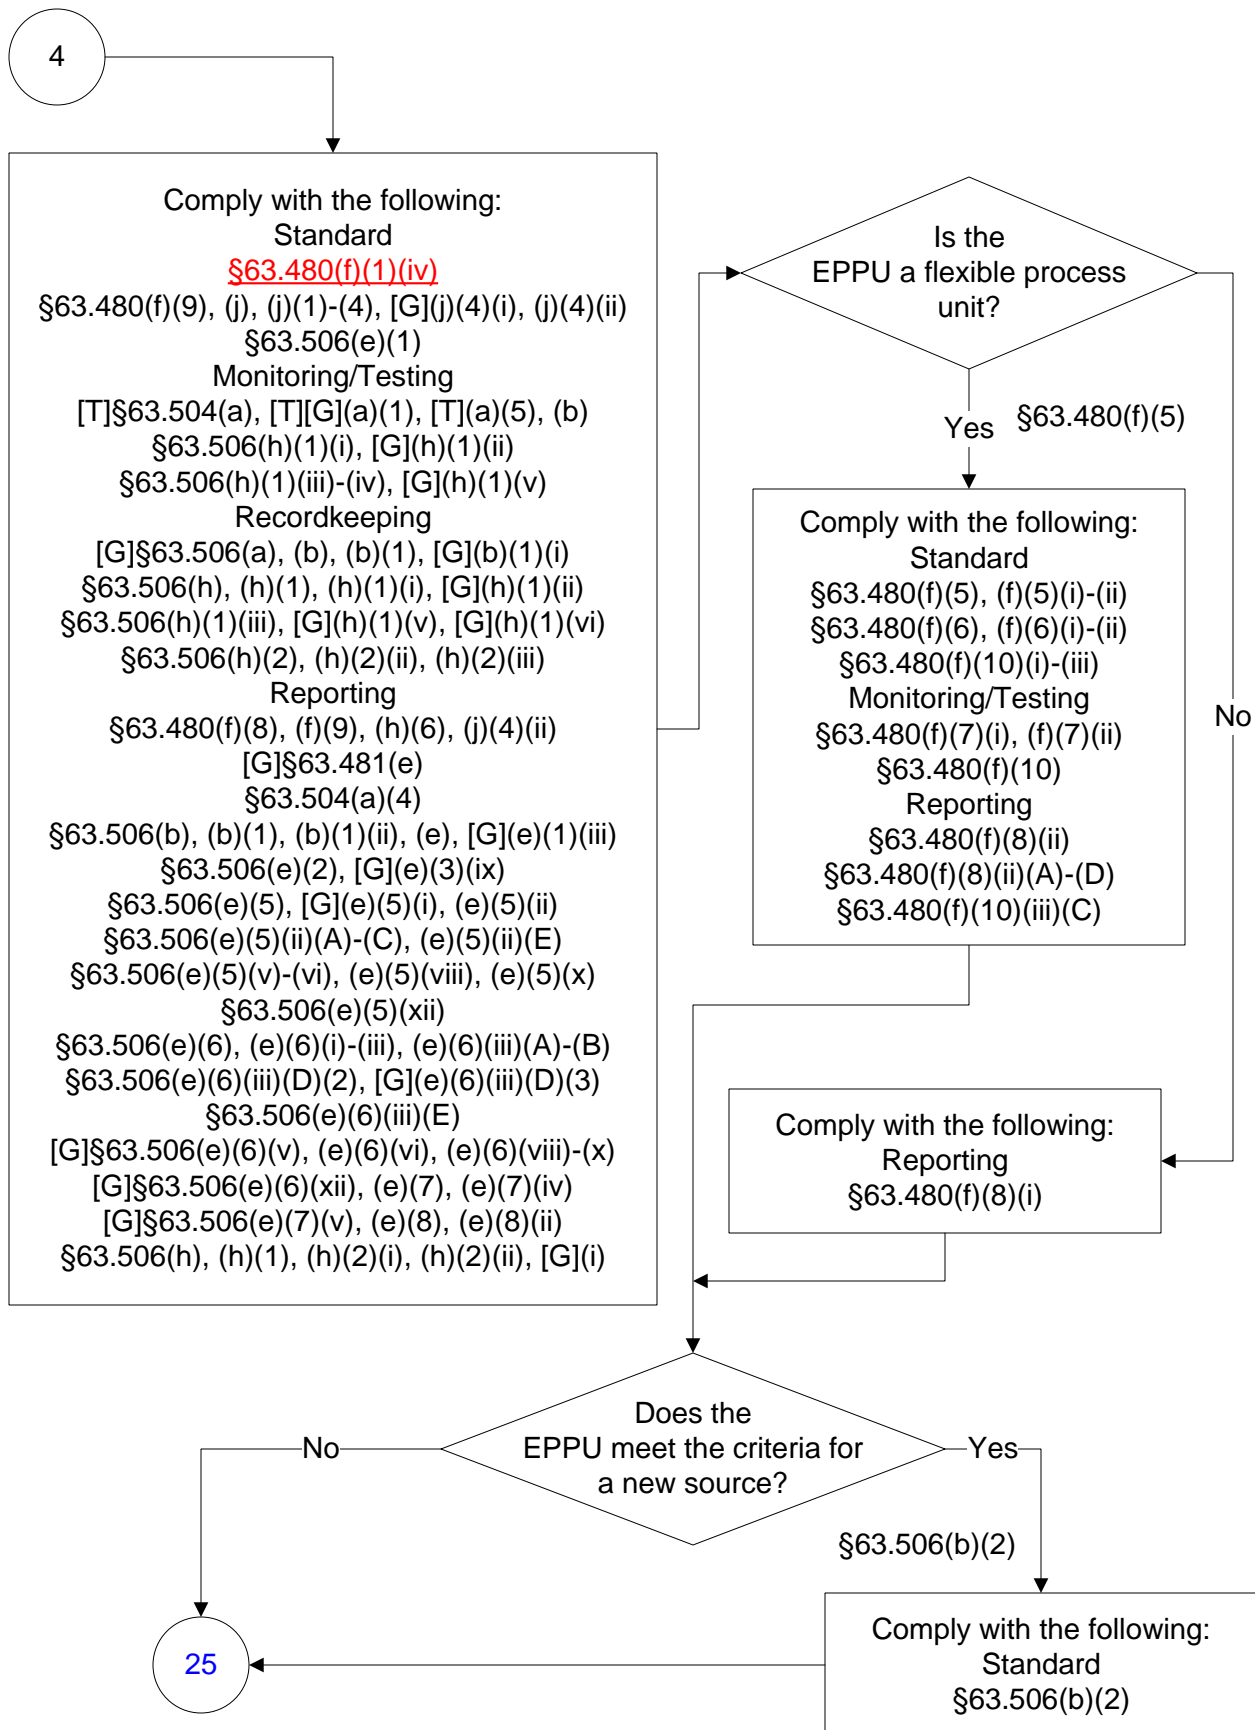 4
Comply with the following:
Standard
§63.480(f)(1)(iv)
§63.480(f)(9), (j), (j)(1)-(4), [G](j)(4)(i), (j)(4)(ii)
§63.506(e)(1)
Monitoring/Testing
[T]§63.504(a), [T][G](a)(1), [T](a)(5), (b)
§63.506(h)(1)(i), [G](h)(1)(ii)
§63.506(h)(1)(iii)-(iv), [G](h)(1)(v)
Recordkeeping
[G]§63.506(a), (b), (b)(1), [G](b)(1)(i)
§63.506(h), (h)(1), (h)(1)(i), [G](h)(1)(ii)
§63.506(h)(1)(iii), [G](h)(1)(v), [G](h)(1)(vi)
§63.506(h)(2), (h)(2)(ii), (h)(2)(iii)
Reporting
§63.480(f)(8), (f)(9), (h)(6), (j)(4)(ii)
[G]§63.481(e)
§63.504(a)(4)
§63.506(b), (b)(1), (b)(1)(ii), (e), [G](e)(1)(iii)
§63.506(e)(2), [G](e)(3)(ix)
§63.506(e)(5), [G](e)(5)(i), (e)(5)(ii)
§63.506(e)(5)(ii)(A)-(C), (e)(5)(ii)(E)
§63.506(e)(5)(v)-(vi), (e)(5)(viii), (e)(5)(x)
§63.506(e)(5)(xii)
§63.506(e)(6), (e)(6)(i)-(iii), (e)(6)(iii)(A)-(B)
§63.506(e)(6)(iii)(D)(2), [G](e)(6)(iii)(D)(3)
§63.506(e)(6)(iii)(E)
[G]§63.506(e)(6)(v), (e)(6)(vi), (e)(6)(viii)-(x)
[G]§63.506(e)(6)(xii), (e)(7), (e)(7)(iv)
[G]§63.506(e)(7)(v), (e)(8), (e)(8)(ii)
§63.506(h), (h)(1), (h)(2)(i), (h)(2)(ii), [G](i)
Is the
EPPU a flexible process
unit?
Yes
§63.480(f)(5)
No
Comply with the following:
Standard
§63.480(f)(5), (f)(5)(i)-(ii)
§63.480(f)(6), (f)(6)(i)-(ii)
§63.480(f)(10)(i)-(iii)
Monitoring/Testing
§63.480(f)(7)(i), (f)(7)(ii)
§63.480(f)(10)
Reporting
§63.480(f)(8)(ii)
§63.480(f)(8)(ii)(A)-(D)
§63.480(f)(10)(iii)(C)
Comply with the following:
Reporting
§63.480(f)(8)(i)
Does the
EPPU meet the criteria for
a new source?
No
Yes
§63.506(b)(2)
Comply with the following:
Standard
§63.506(b)(2)
25